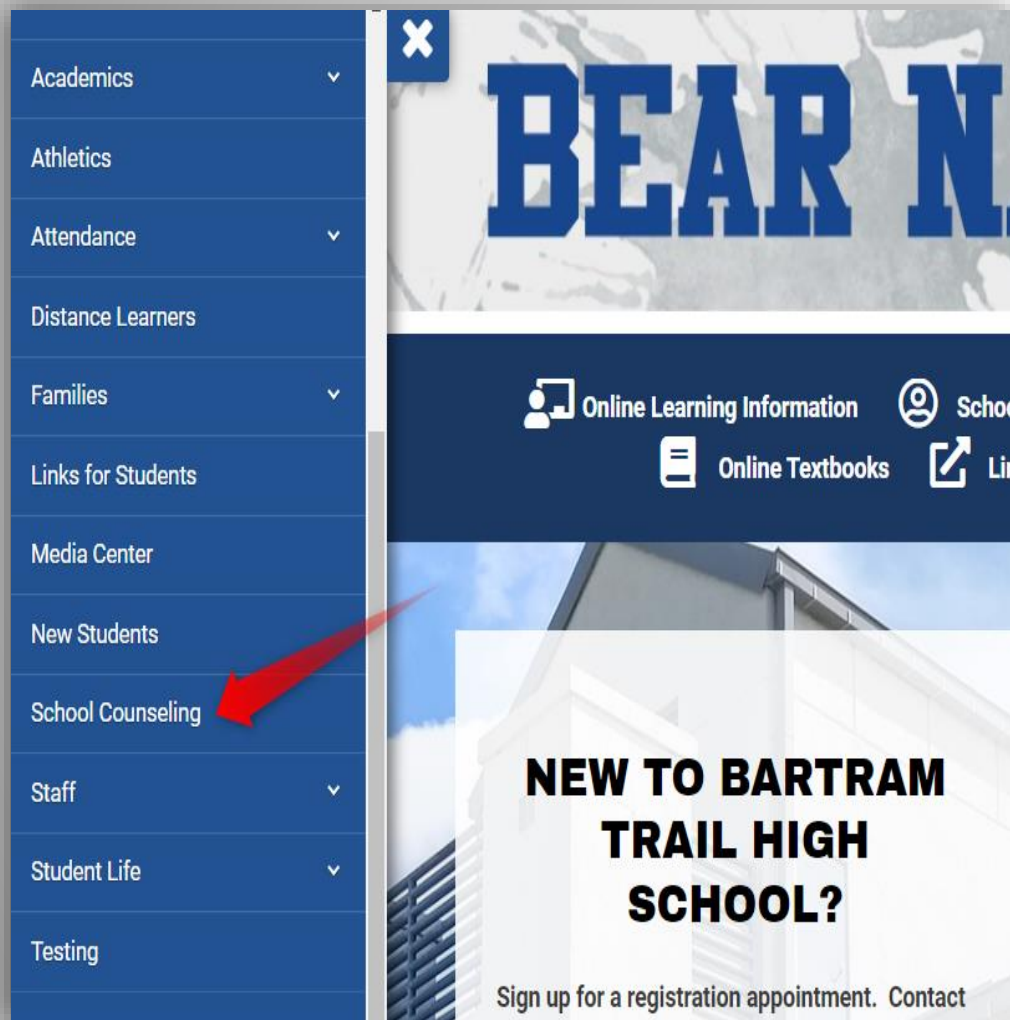 Academics
Athletics
Attendance
Distance Learners
Families
Links for Students
Media Center
New Students
School Counseling
Staff
Student Life
Testing
BEAR
Online Learning Information
Online Textbooks
NEW TO BARTRAM
TRAIL HIGH
SCHOOL?
Sign up for a registration appointment. Contact